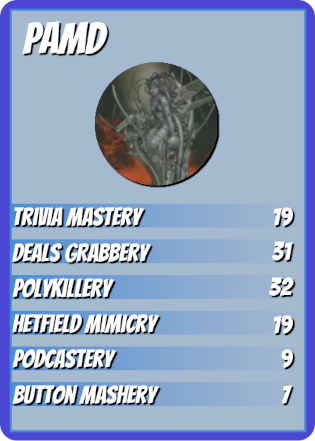 PAMD
TRIVIA MASTERY 19
DEALS GRABBERY 31
POLYKILLERY 32
HETFIELD MIMICRY 19
PODCASTERY 9
BUTTON MASHERY 7